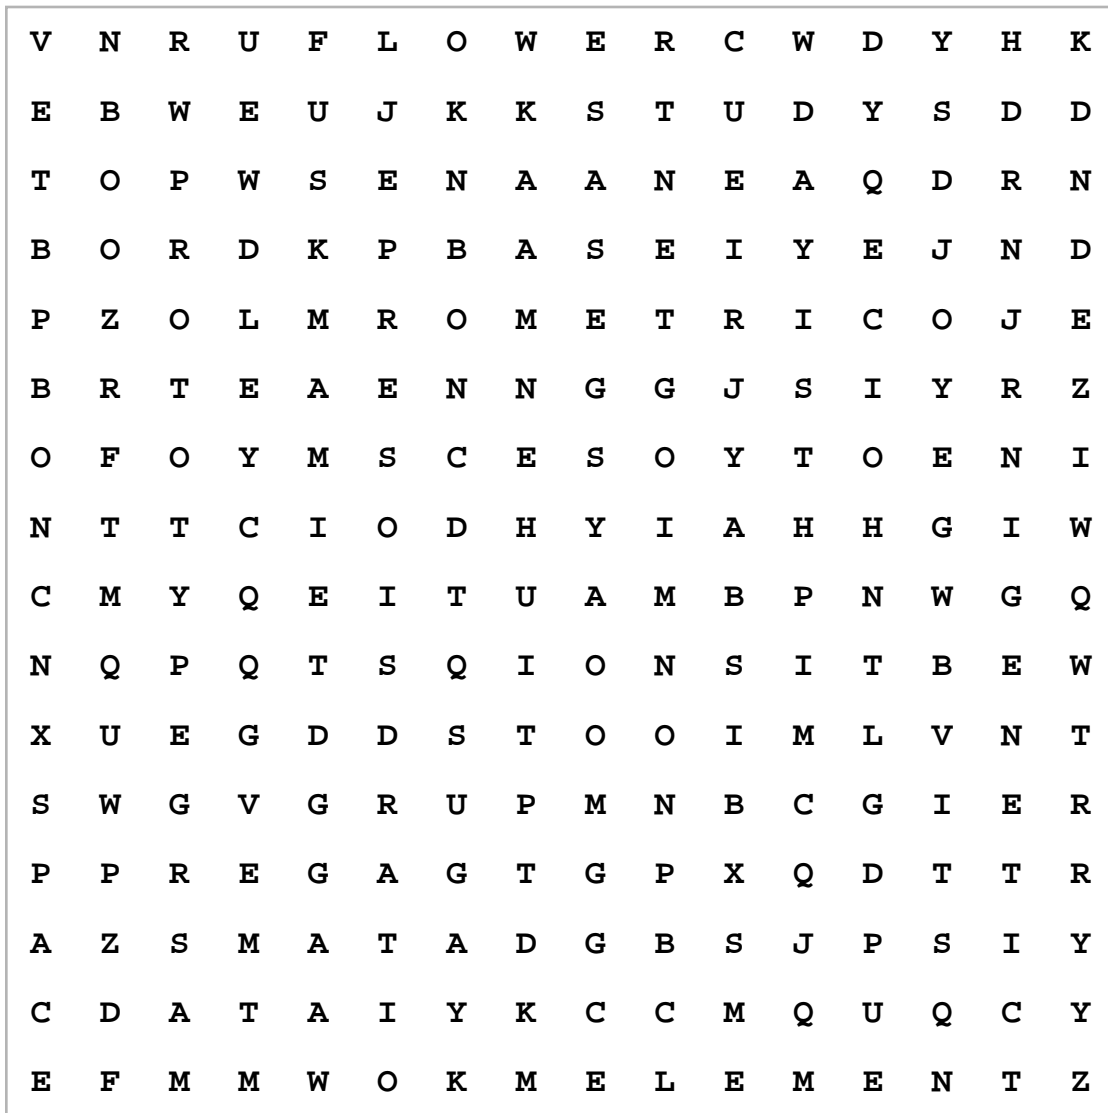 V N R U F L O W E R C W D Y H K
E B W E U J K K S T U D Y S D D
T O P W S E N A A N E A Q D R N
B O R D K P B A S E I Y E J N D
P Z O L M R O M E T R I C O J E
B R T E A E N N G G J S I Y R Z
O F O Y M S C E S O Y T O E N I
N T T C I O D H Y I A H H G I W
C M Y Q E I T U A M B P N W G Q
N Q P Q T S Q I O N S I T B E W
X U E G D D S T O O I M L V N T
S W G V G R U P M N B C G I E R
P P R E G A G T G P X Q D T T R
A Z S M A T A D G B S J P S I Y
C D A T A I Y K C C M Q U Q C Y
E F M M W O K M E L E M E N T Z